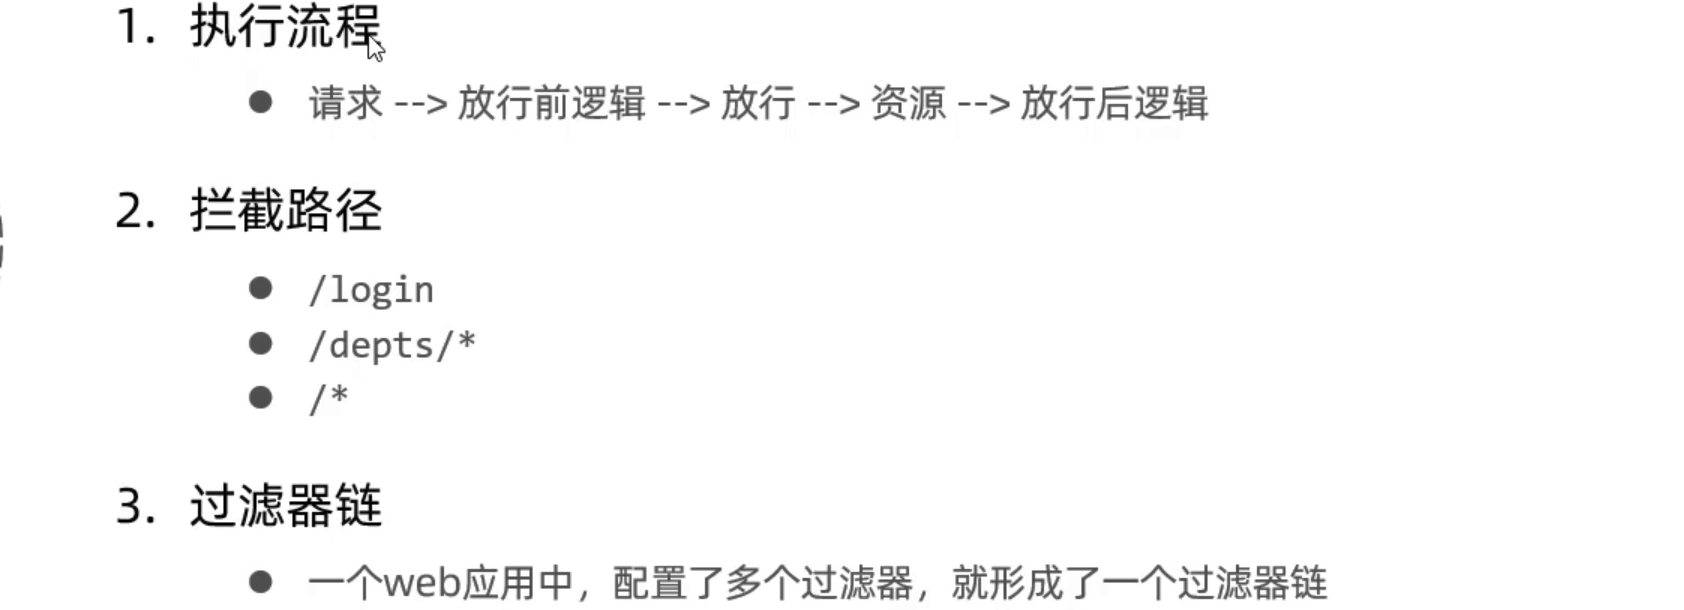 1. 执行流程
● 请求 --> 放行前逻辑 --> 放行 --> 资源 --> 放行后逻辑
2. 拦截路径
● /login
● /depts/*
● /*
3. 过滤器链
● 一个web应用中，配置了多个过滤器，就形成了一个过滤器链